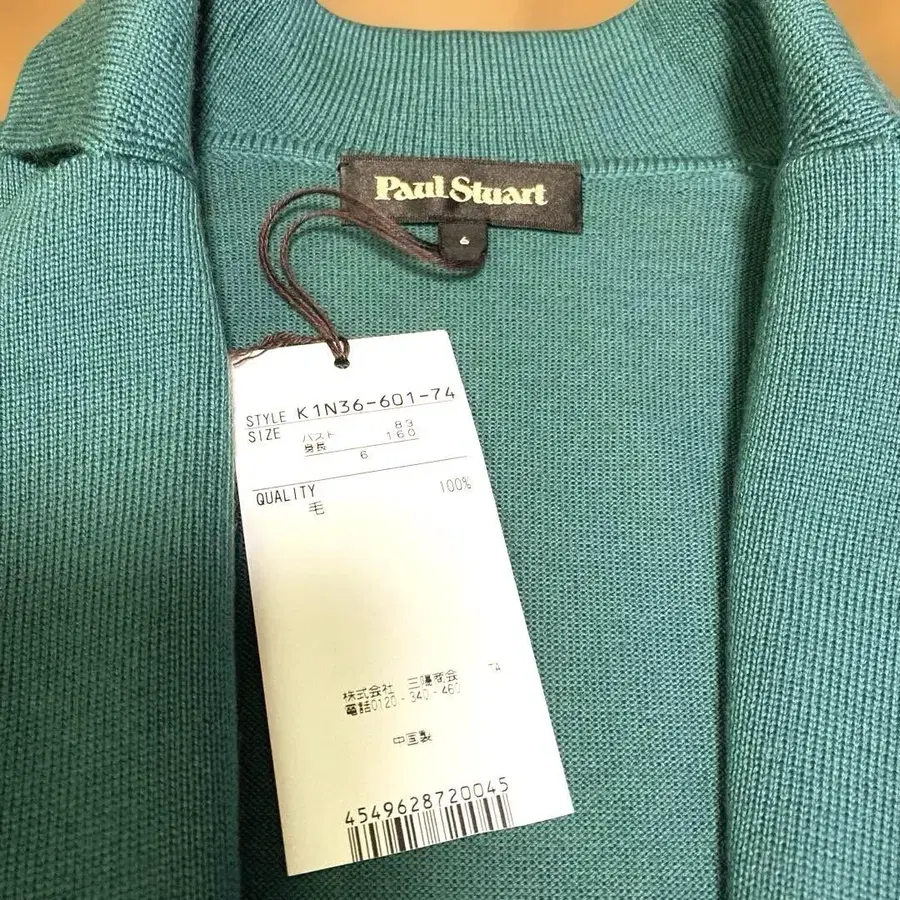 Paul Stuart
6
STYLE K1N36-601-74
SIZE バスト 83
身長 160
6
QUALITY 100%
毛
株式会社 三陽商会 TA
電話0120-340-460
中国製
4549628720045